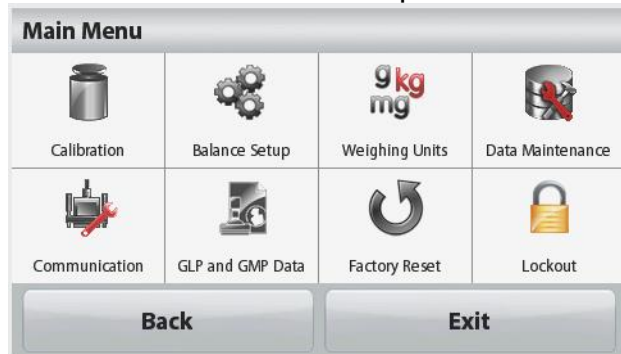 Main Menu
g kg
mg
Calibration
Balance Setup
Weighing Units
Data Maintenance
Communication
GLP and GMP Data
Factory Reset
Lockout
Back
Exit